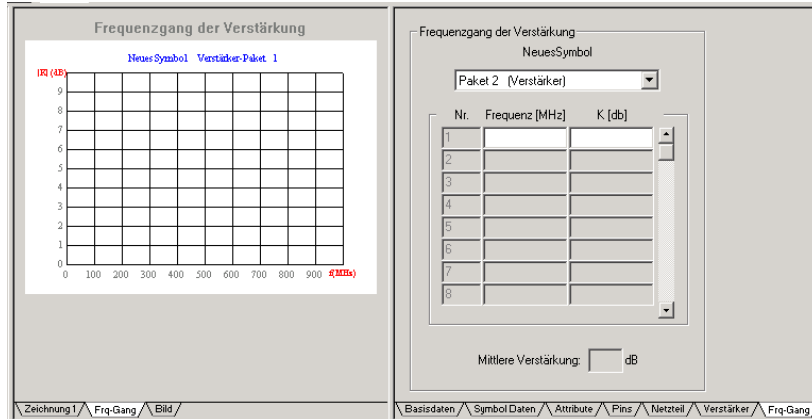 Frequenzgang der Verstärkung
NeuesSymbol Verstärker-Paket 1
|K| (dB)
9
8
7
6
5
4
3
2
1
0
0 100 200 300 400 500 600 700 800 900 f(MHs)
Zeichnung1 Frq-Gang Bild
Frequenzgang der Verstärkung
NeuesSymbol
Paket 2 (Verstärker)
Nr. Frequenz [MHz] K [db]
1
2
3
4
5
6
7
8
Mittlere Verstärkung: dB
Basisdaten Symbol Daten Attribute Pins Netzteil Verstärker Frq-Gang